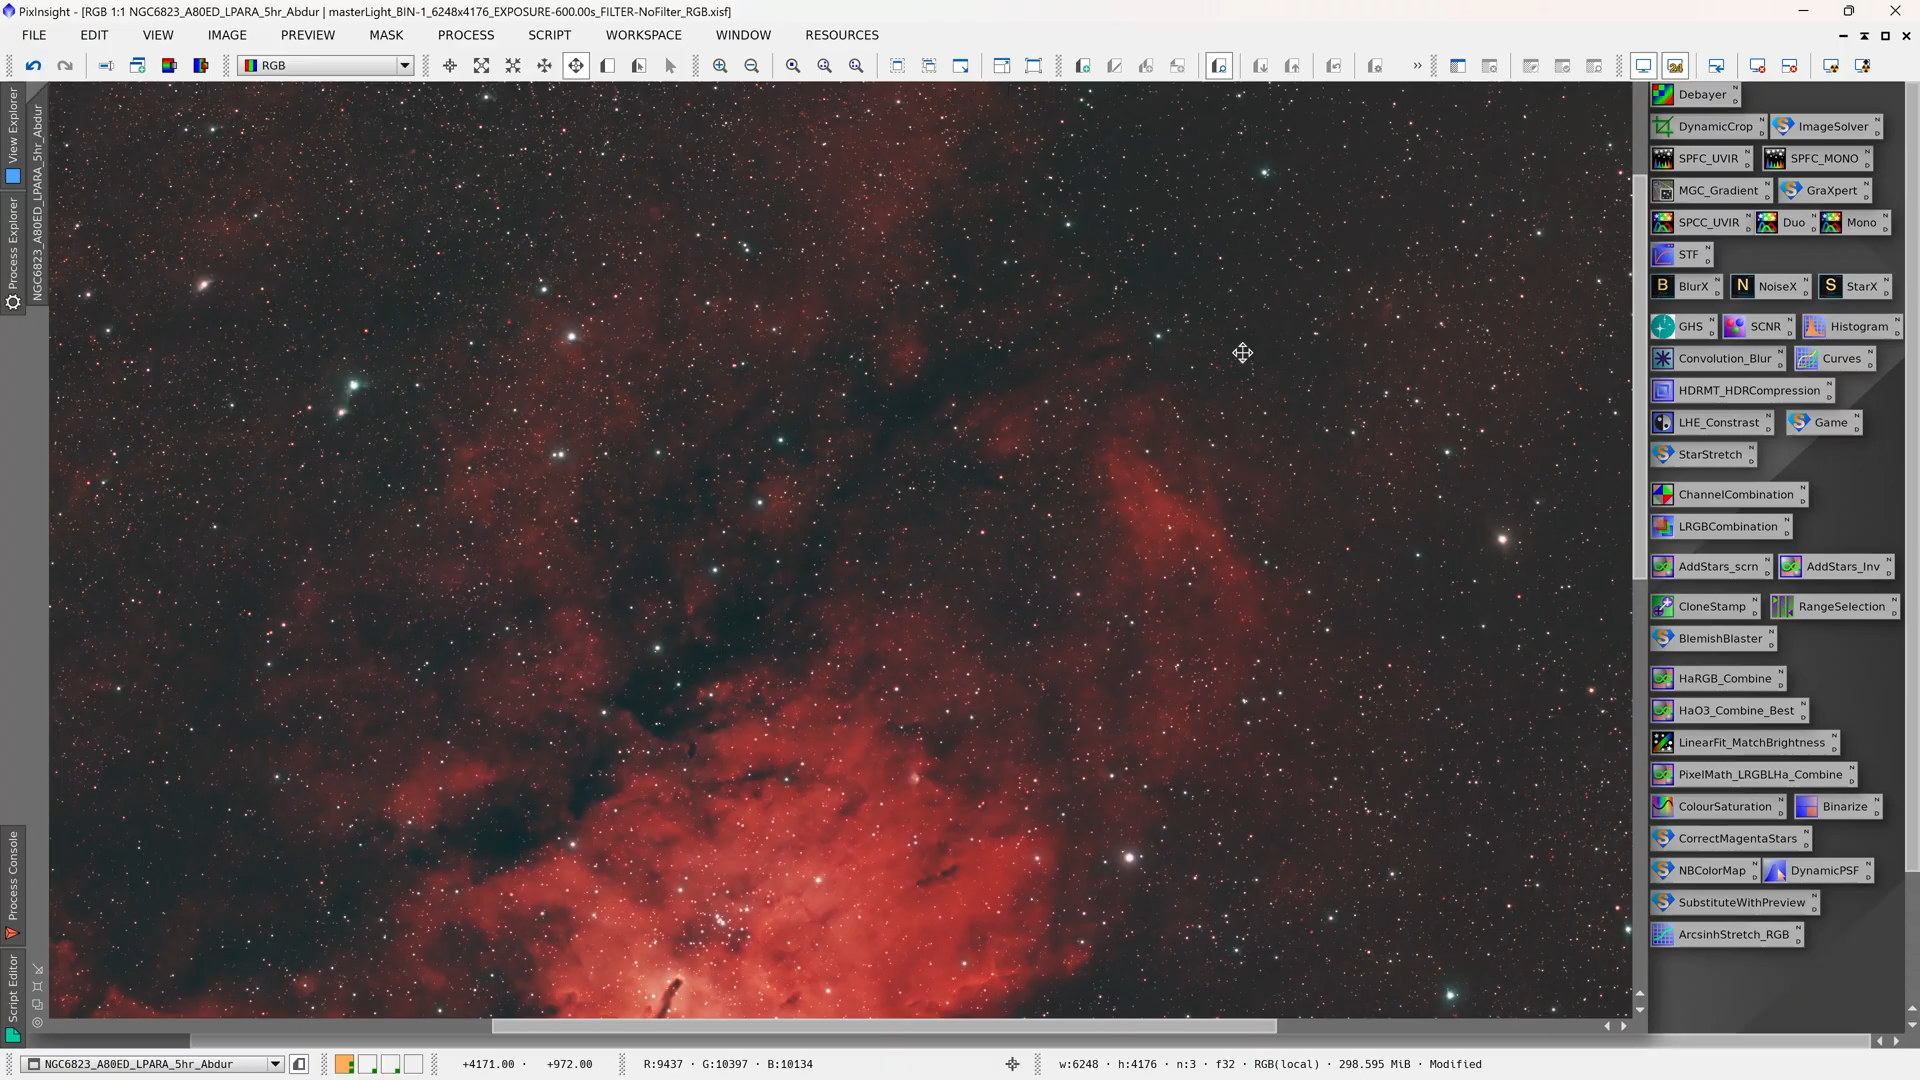 PixInsight - [RGB 1:1 NGC6823_A80ED_LPARA_5hr_Abdur | masterLight_BIN-1_6248x4176_EXPOSURE-600.00s_FILTER-NoFilter_RGB.xisf]
FILE EDIT VIEW IMAGE PREVIEW MASK PROCESS SCRIPT WORKSPACE WINDOW RESOURCES
RGB
View Explorer
Process Explorer
Process Console
Script Editor
NGC6823_A80ED_LPARA_5hr_Abdur
Debayer
DynamicCrop ImageSolver
SPFC_UVIR SPFC_MONO
MGC_Gradient GraXpert
SPCC_UVIR Duo Mono
STF
BlurX NoiseX StarX
GHS SCNR Histogram
Convolution_Blur Curves
HDRMT_HDRCompression
LHE_Constrast Game
StarStretch
ChannelCombination
LRGBCombination
AddStars_scrn AddStars_Inv
CloneStamp RangeSelection
BlemishBlaster
HaRGB_Combine
HaO3_Combine_Best
LinearFit_MatchBrightness
PixelMath_LRGBLHa_Combine
ColourSaturation Binarize
CorrectMagentaStars
NBColorMap DynamicPSF
SubstituteWithPreview
ArcsinhStretch_RGB
NGC6823_A80ED_LPARA_5hr_Abdur +4171.00 · +972.00 R:9437 · G:10397 · B:10134 w:6248 · h:4176 · n:3 · f32 · RGB(local) · 298.595 MiB · Modified